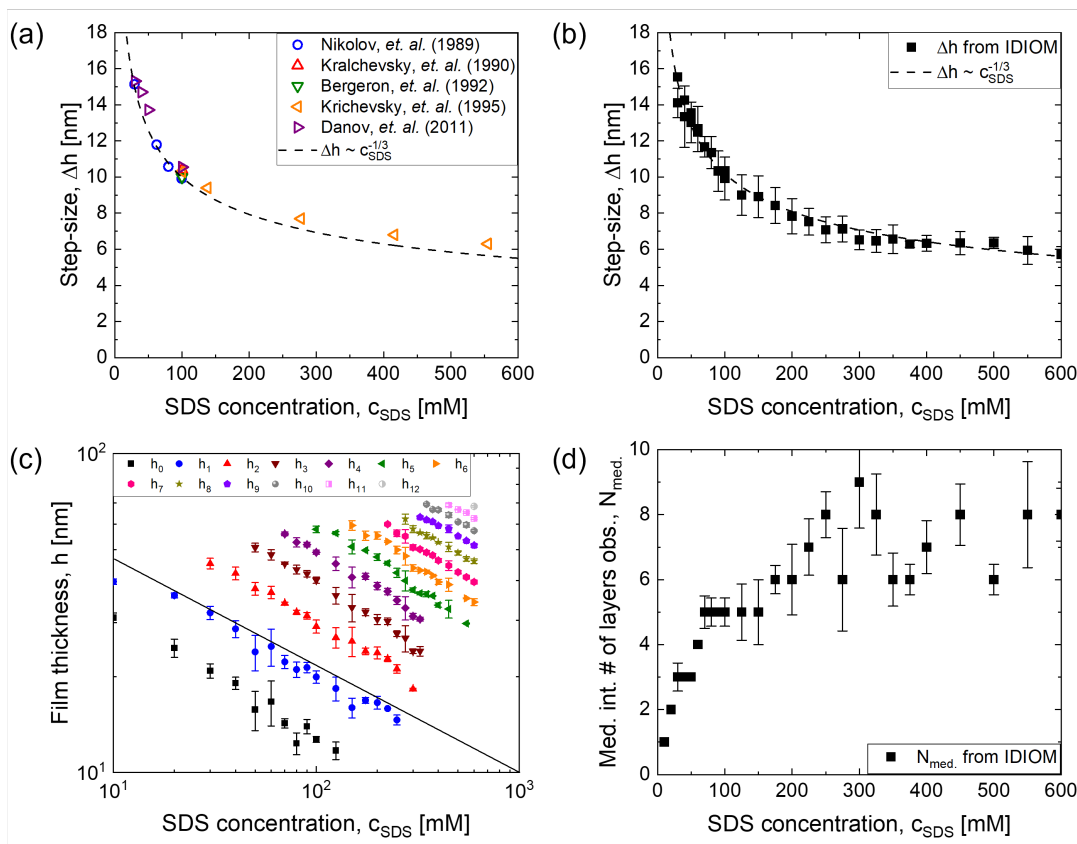 (a)
18
16
14
12
10
8
6
4
2
0
Step-size, Δh [nm]
Nikolov, et. al. (1989)
Kralchevsky, et. al (1990)
Bergeron, et. al. (1992)
Krichevsky, et. al (1995)
Danov, et. al. (2011)
Δh ~ c_SDS^-1/3
0 100 200 300 400 500 600
SDS concentration, c_SDS [mM]
(b)
18
16
14
12
10
8
6
4
2
0
Step-size, Δh [nm]
Δh from IDIOM
Δh ~ c_SDS^-1/3
0 100 200 300 400 500 600
SDS concentration, c_SDS [mM]
(c)
10^2
10^1
Film thickness, h [nm]
h_0 h_1 h_2 h_3 h_4 h_5 h_6
h_7 h_8 h_9 h_10 h_11 h_12
10^1 10^2 10^3
SDS concentration, c_SDS [mM]
(d)
10
8
6
4
2
0
Med. int. # of layers obs., N_med.
N_med. from IDIOM
0 100 200 300 400 500 600
SDS concentration, c_SDS [mM]